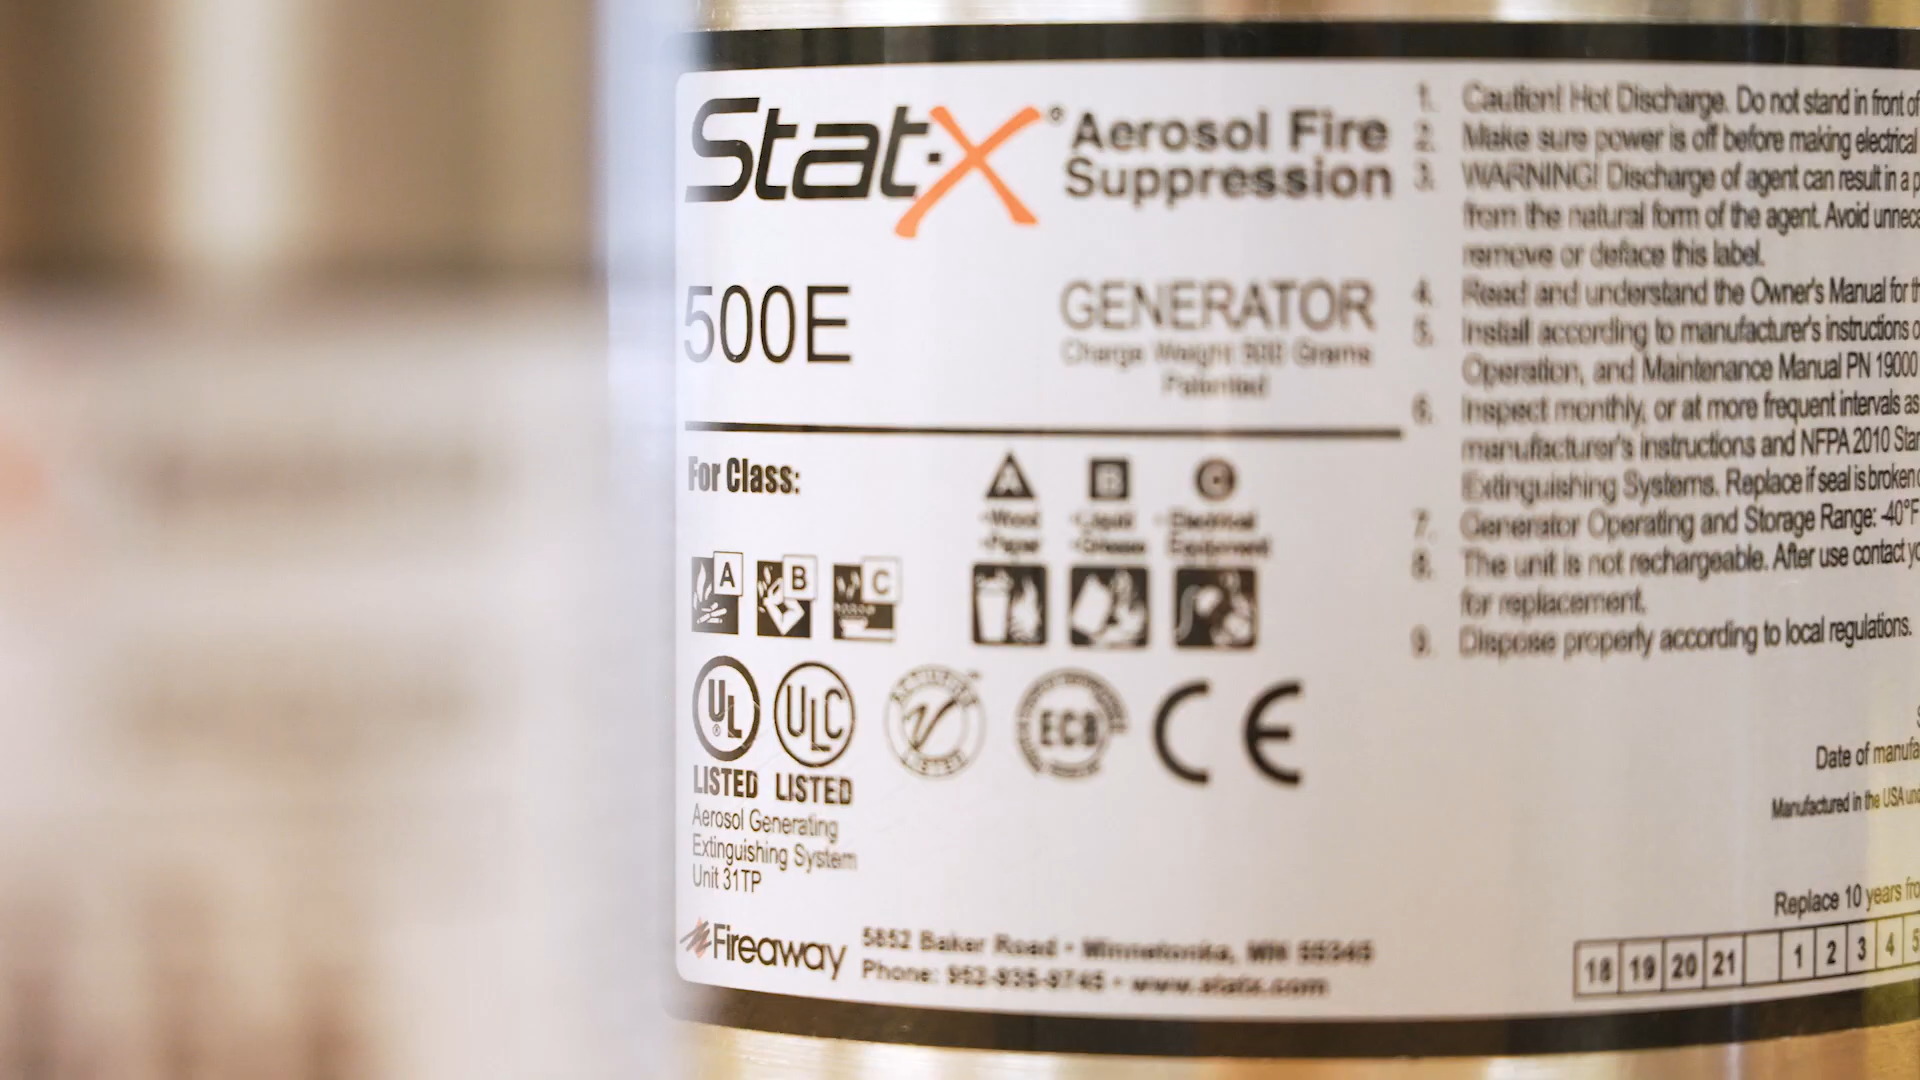 Stat-X® Aerosol Fire
Suppression
500E
GENERATOR
Charge Weight 500 Grams
Patented
For Class:
A B C
•Wood •Liquid •Electrical
•Paper •Grease Equipment
A B C
UL ULC ECB CE
LISTED LISTED
Aerosol Generating
Extinguishing System
Unit 31TP
Fireaway
5852 Baker Road • Minnetonka, MN 55345
Phone: 952-935-9745 • www.statx.com
1. Caution! Hot Discharge. Do not stand in front of
2. Make sure power is off before making electrical
3. WARNING! Discharge of agent can result in a p
from the natural form of the agent. Avoid unnece
remove or deface this label.
4. Read and understand the Owner's Manual for th
5. Install according to manufacturer's instructions o
Operation, and Maintenance Manual PN 19000
6. Inspect monthly, or at more frequent intervals as
manufacturer's instructions and NFPA 2010 Stan
Extinguishing Systems. Replace if seal is broken o
7. Generator Operating and Storage Range: -40°F
8. The unit is not rechargeable. After use contact yo
for replacement.
9. Dispose properly according to local regulations.
Date of manufa
Manufactured in the USA und
Replace 10 years fro
18 19 20 21 1 2 3 4 5